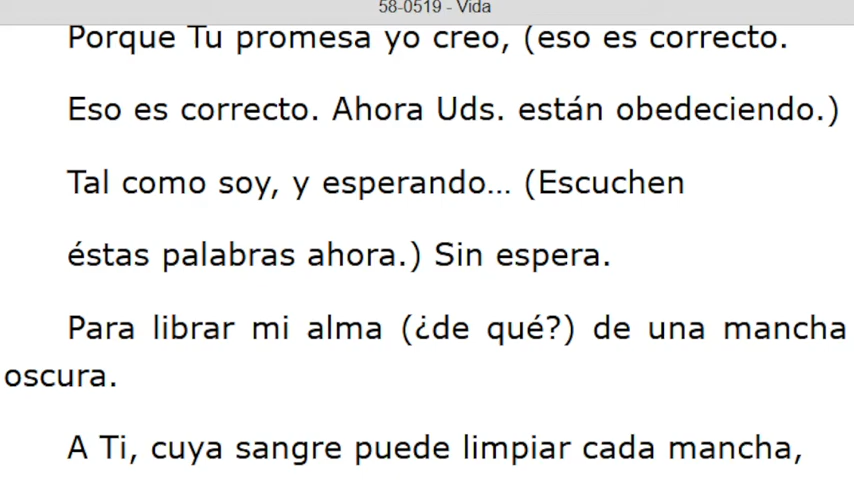 58-0519 - Vida
Porque Tu promesa yo creo, (eso es correcto.
Eso es correcto. Ahora Uds. están obedeciendo.)
Tal como soy, y esperando... (Escuchen
éstas palabras ahora.) Sin espera.
Para librar mi alma (¿de qué?) de una mancha
oscura.
A Ti, cuya sangre puede limpiar cada mancha,